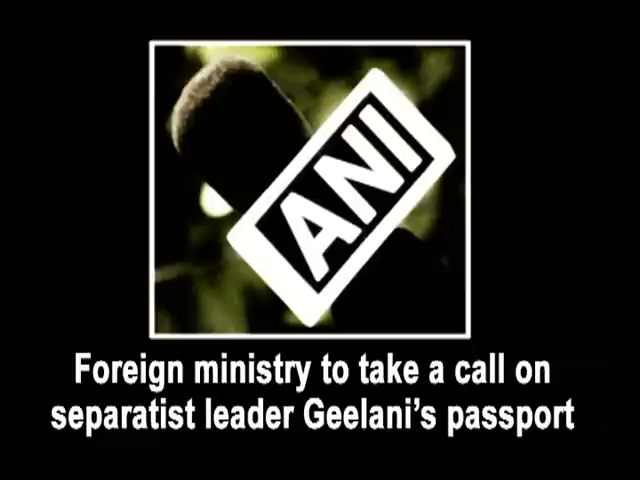 ANI
Foreign ministry to take a call on
separatist leader Geelani's passport